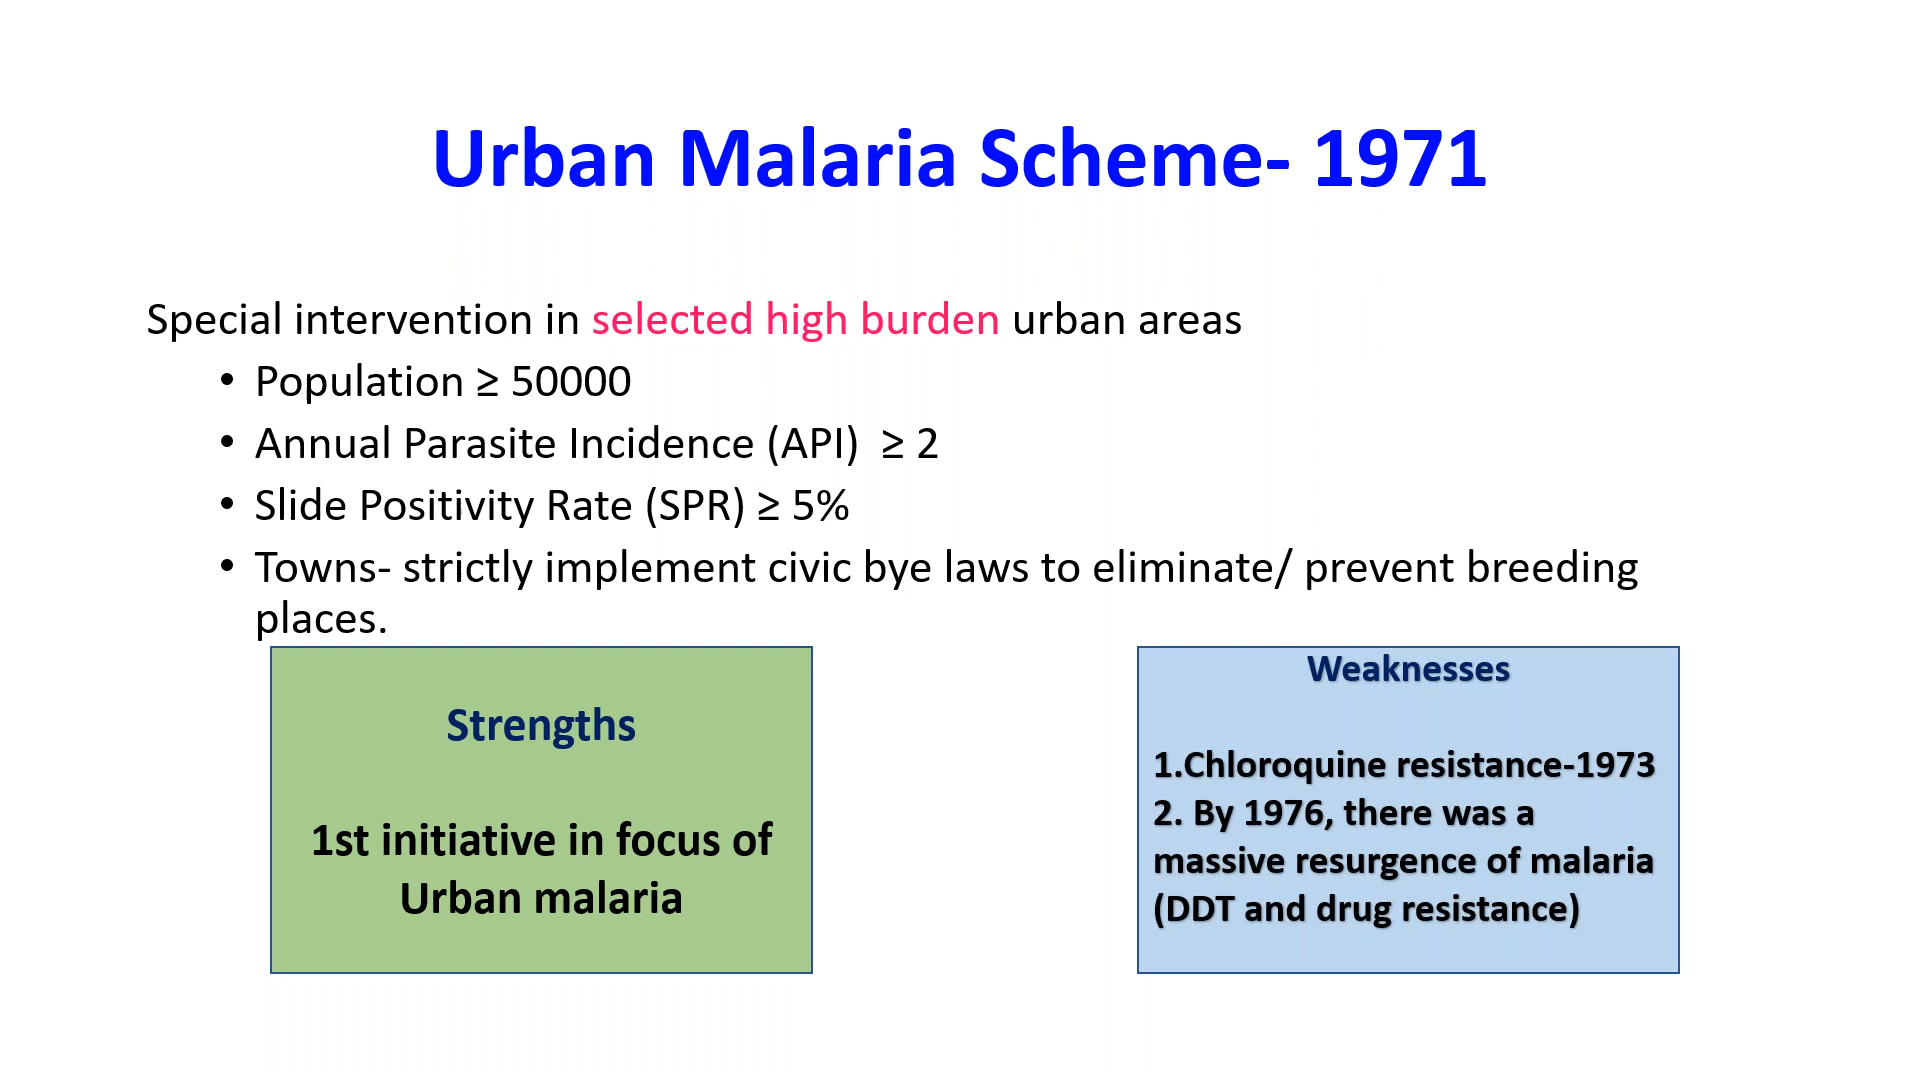 Urban Malaria Scheme- 1971
Special intervention in selected high burden urban areas
• Population ≥ 50000
• Annual Parasite Incidence (API)  ≥ 2
• Slide Positivity Rate (SPR) ≥ 5%
• Towns- strictly implement civic bye laws to eliminate/ prevent breeding
places.
Strengths
1st initiative in focus of
Urban malaria
Weaknesses
1.Chloroquine resistance-1973
2. By 1976, there was a
massive resurgence of malaria
(DDT and drug resistance)